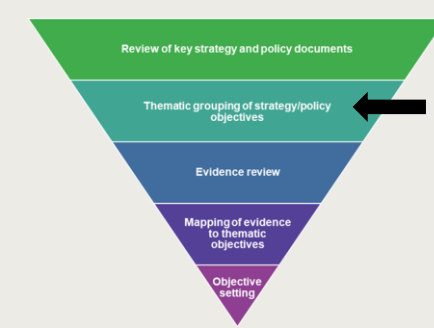 Review of key strategy and policy documents
Thematic grouping of strategy/policy
objectives
Evidence review
Mapping of evidence
to thematic
objectives
Objective
setting